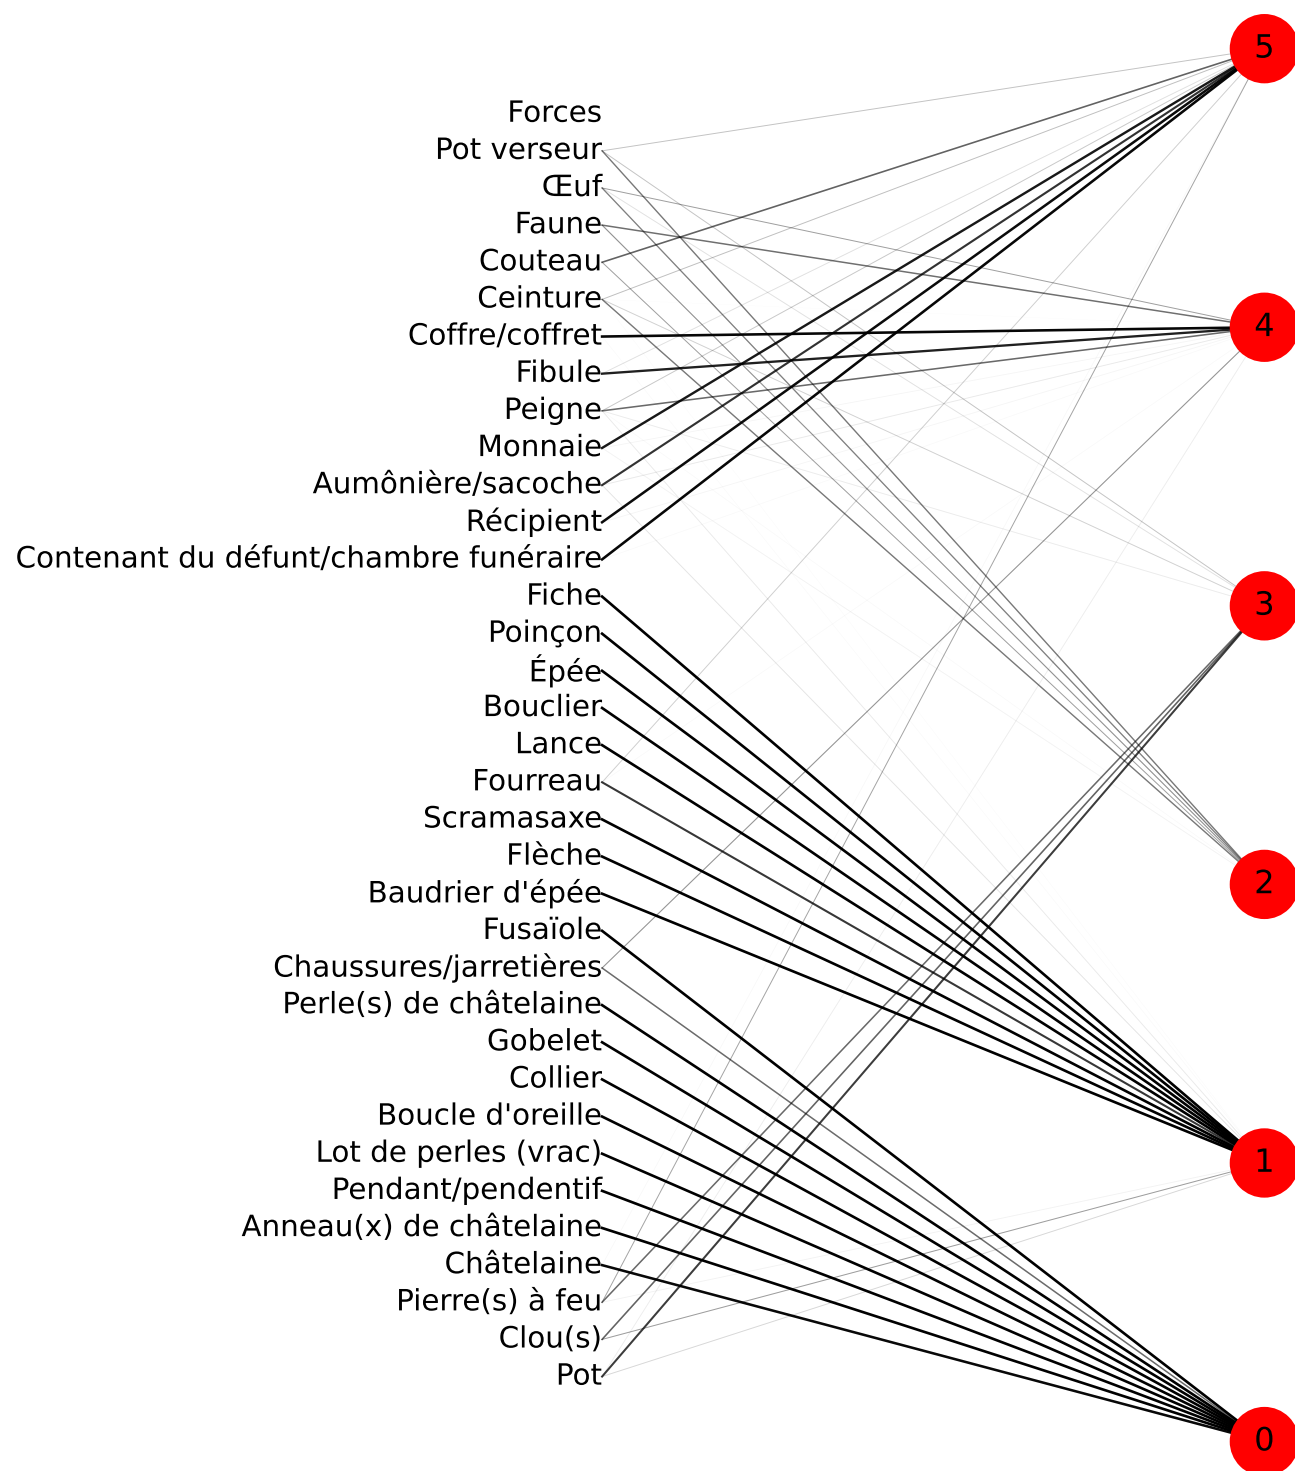 5
Forces
Pot verseur
Œuf
Faune
Couteau
Ceinture
4
Coffre/coffret
Fibule
Peigne
Monnaie
Aumônière/sacoche
Récipient
Contenant du défunt/chambre funéraire
Fiche
3
Poinçon
Épée
Bouclier
Lance
Fourreau
Scramasaxe
Flèche
2
Baudrier d'épée
Fusaïole
Chaussures/jarretières
Perle(s) de châtelaine
Gobelet
Collier
Boucle d'oreille
Lot de perles (vrac)
1
Pendant/pendentif
Anneau(x) de châtelaine
Châtelaine
Pierre(s) à feu
Clou(s)
Pot
0